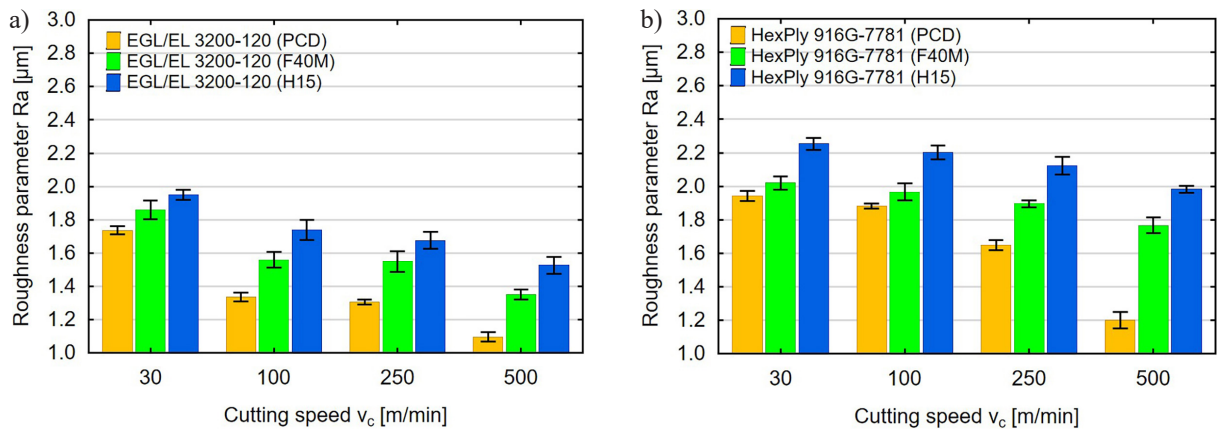 a)
Roughness parameter Ra [µm]
3.0
2.8
2.6
2.4
2.2
2.0
1.8
1.6
1.4
1.2
1.0
EGL/EL 3200-120 (PCD)
EGL/EL 3200-120 (F40M)
EGL/EL 3200-120 (H15)
30 100 250 500
Cutting speed v_c [m/min]
b)
Roughness parameter Ra [µm]
3.0
2.8
2.6
2.4
2.2
2.0
1.8
1.6
1.4
1.2
1.0
HexPly 916G-7781 (PCD)
HexPly 916G-7781 (F40M)
HexPly 916G-7781 (H15)
30 100 250 500
Cutting speed v_c [m/min]